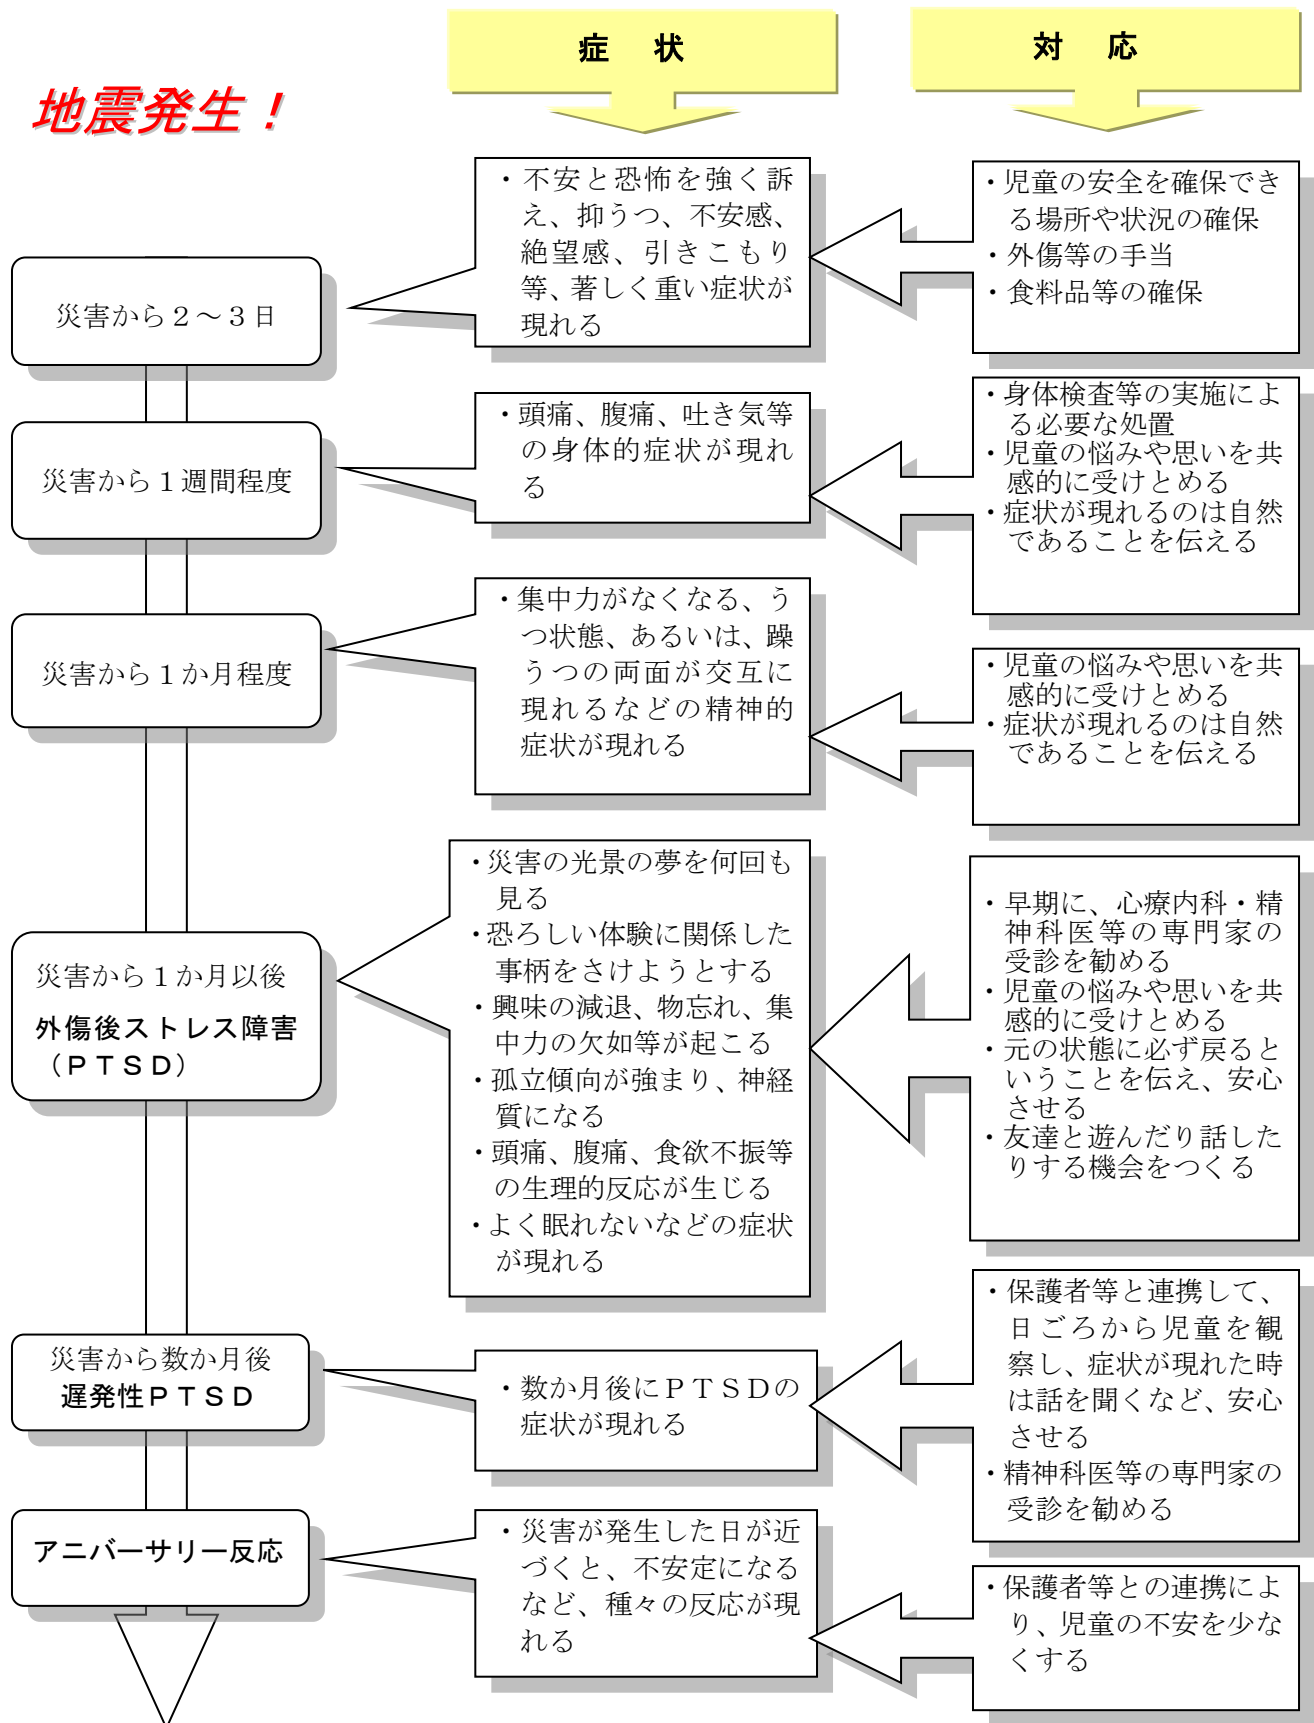 症　状
対　応
地震発生！
災害から２～３日
・不安と恐怖を強く訴
え、抑うつ、不安感、
絶望感、引きこもり
等、著しく重い症状が
現れる
・児童の安全を確保でき
る場所や状況の確保
・外傷等の手当
・食料品等の確保
災害から１週間程度
・頭痛、腹痛、吐き気等
の身体的症状が現れ
る
・身体検査等の実施によ
る必要な処置
・児童の悩みや思いを共
感的に受けとめる
・症状が現れるのは自然
であることを伝える
災害から１か月程度
・集中力がなくなる、う
つ状態、あるいは、躁
うつの両面が交互に
現れるなどの精神的
症状が現れる
・児童の悩みや思いを共
感的に受けとめる
・症状が現れるのは自然
であることを伝える
災害から１か月以後
外傷後ストレス障害
（ＰＴＳＤ）
・災害の光景の夢を何回も
見る
・恐ろしい体験に関係した
事柄をさけようとする
・興味の減退、物忘れ、集
中力の欠如等が起こる
・孤立傾向が強まり、神経
質になる
・頭痛、腹痛、食欲不振等
の生理的反応が生じる
・よく眠れないなどの症状
が現れる
・早期に、心療内科・精
神科医等の専門家の
受診を勧める
・児童の悩みや思いを共
感的に受けとめる
・元の状態に必ず戻ると
いうことを伝え、安心
させる
・友達と遊んだり話した
りする機会をつくる
災害から数か月後
遅発性ＰＴＳＤ
・数か月後にＰＴＳＤの
症状が現れる
・保護者等と連携して、
日ごろから児童を観
察し、症状が現れた時
は話を聞くなど、安心
させる
・精神科医等の専門家の
受診を勧める
アニバーサリー反応
・災害が発生した日が近
づくと、不安定になる
など、種々の反応が現
れる
・保護者等との連携によ
り、児童の不安を少な
くする